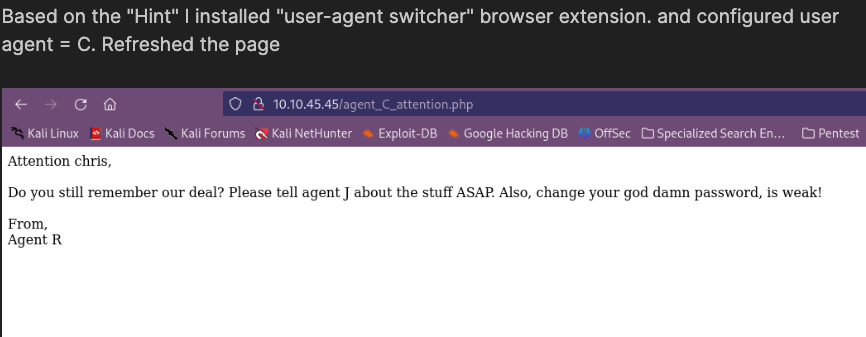 Based on the "Hint" I installed "user-agent switcher" browser extension. and configured user
agent = C. Refreshed the page
10.10.45.45/agent_C_attention.php
Kali Linux Kali Docs Kali Forums Kali NetHunter Exploit-DB Google Hacking DB OffSec Specialized Search En... Pentest
Attention chris,
Do you still remember our deal? Please tell agent J about the stuff ASAP. Also, change your god damn password, is weak!
From,
Agent R